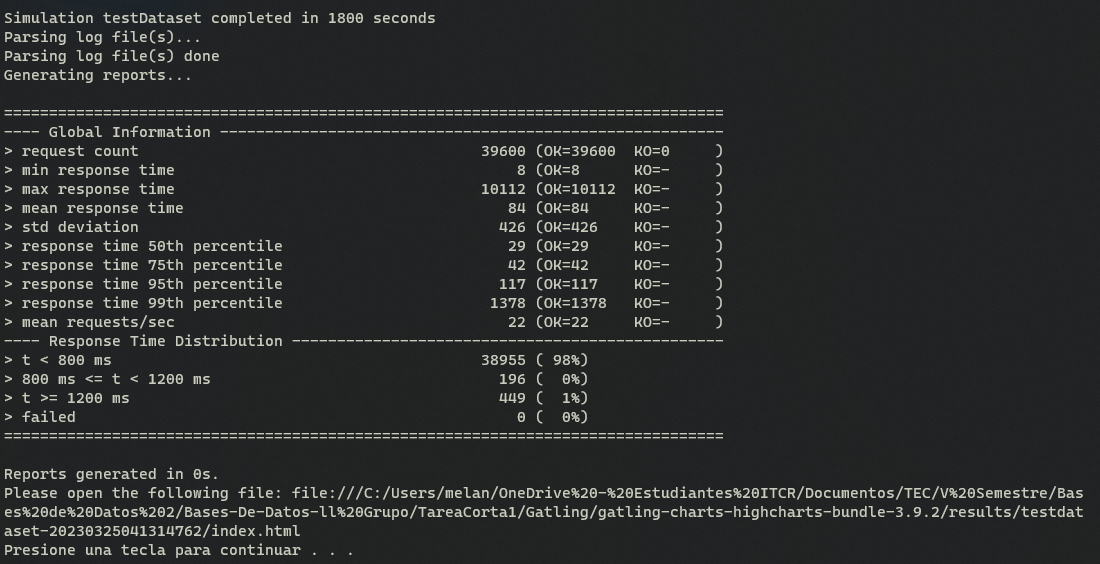 Simulation testDataset completed in 1800 seconds
Parsing log file(s)...
Parsing log file(s) done
Generating reports...
================================================================================
---- Global Information --------------------------------------------------------
> request count                                      39600 (OK=39600  KO=0     )
> min response time                                      8 (OK=8      KO=-     )
> max response time                                  10112 (OK=10112  KO=-     )
> mean response time                                    84 (OK=84     KO=-     )
> std deviation                                        426 (OK=426    KO=-     )
> response time 50th percentile                         29 (OK=29     KO=-     )
> response time 75th percentile                         42 (OK=42     KO=-     )
> response time 95th percentile                        117 (OK=117    KO=-     )
> response time 99th percentile                       1378 (OK=1378   KO=-     )
> mean requests/sec                                     22 (OK=22     KO=-     )
---- Response Time Distribution ------------------------------------------------
> t < 800 ms                                         38955 ( 98%)
> 800 ms <= t < 1200 ms                                196 (  0%)
> t >= 1200 ms                                         449 (  1%)
> failed                                                 0 (  0%)
================================================================================
Reports generated in 0s.
Please open the following file: file:///C:/Users/melan/OneDrive%20-%20Estudiantes%20ITCR/Documentos/TEC/V%20Semestre/Bas
es%20de%20Datos%202/Bases-De-Datos-ll%20Grupo/TareaCorta1/Gatling/gatling-charts-highcharts-bundle-3.9.2/results/testdat
aset-20230325041314762/index.html
Presione una tecla para continuar . . .